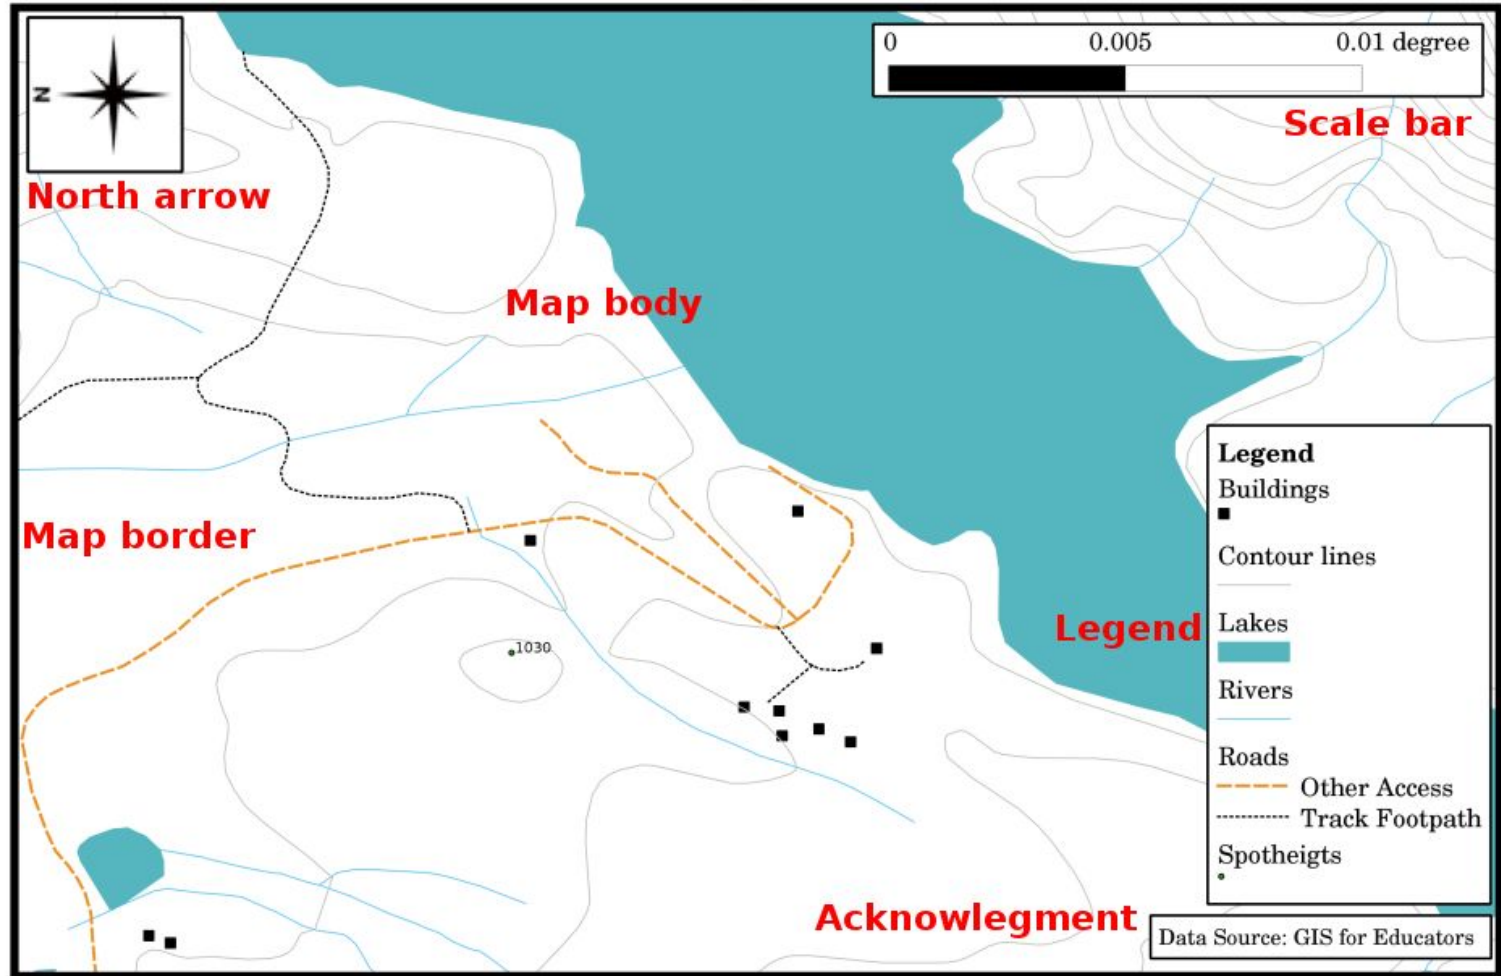 0 0.005 0.01 degree
Scale bar
N
North arrow
Map body
Map border
1030
Legend
Legend
Buildings
Contour lines
Lakes
Rivers
Roads
Other Access
Track Footpath
Spotheigts
Acknowlegment
Data Source: GIS for Educators